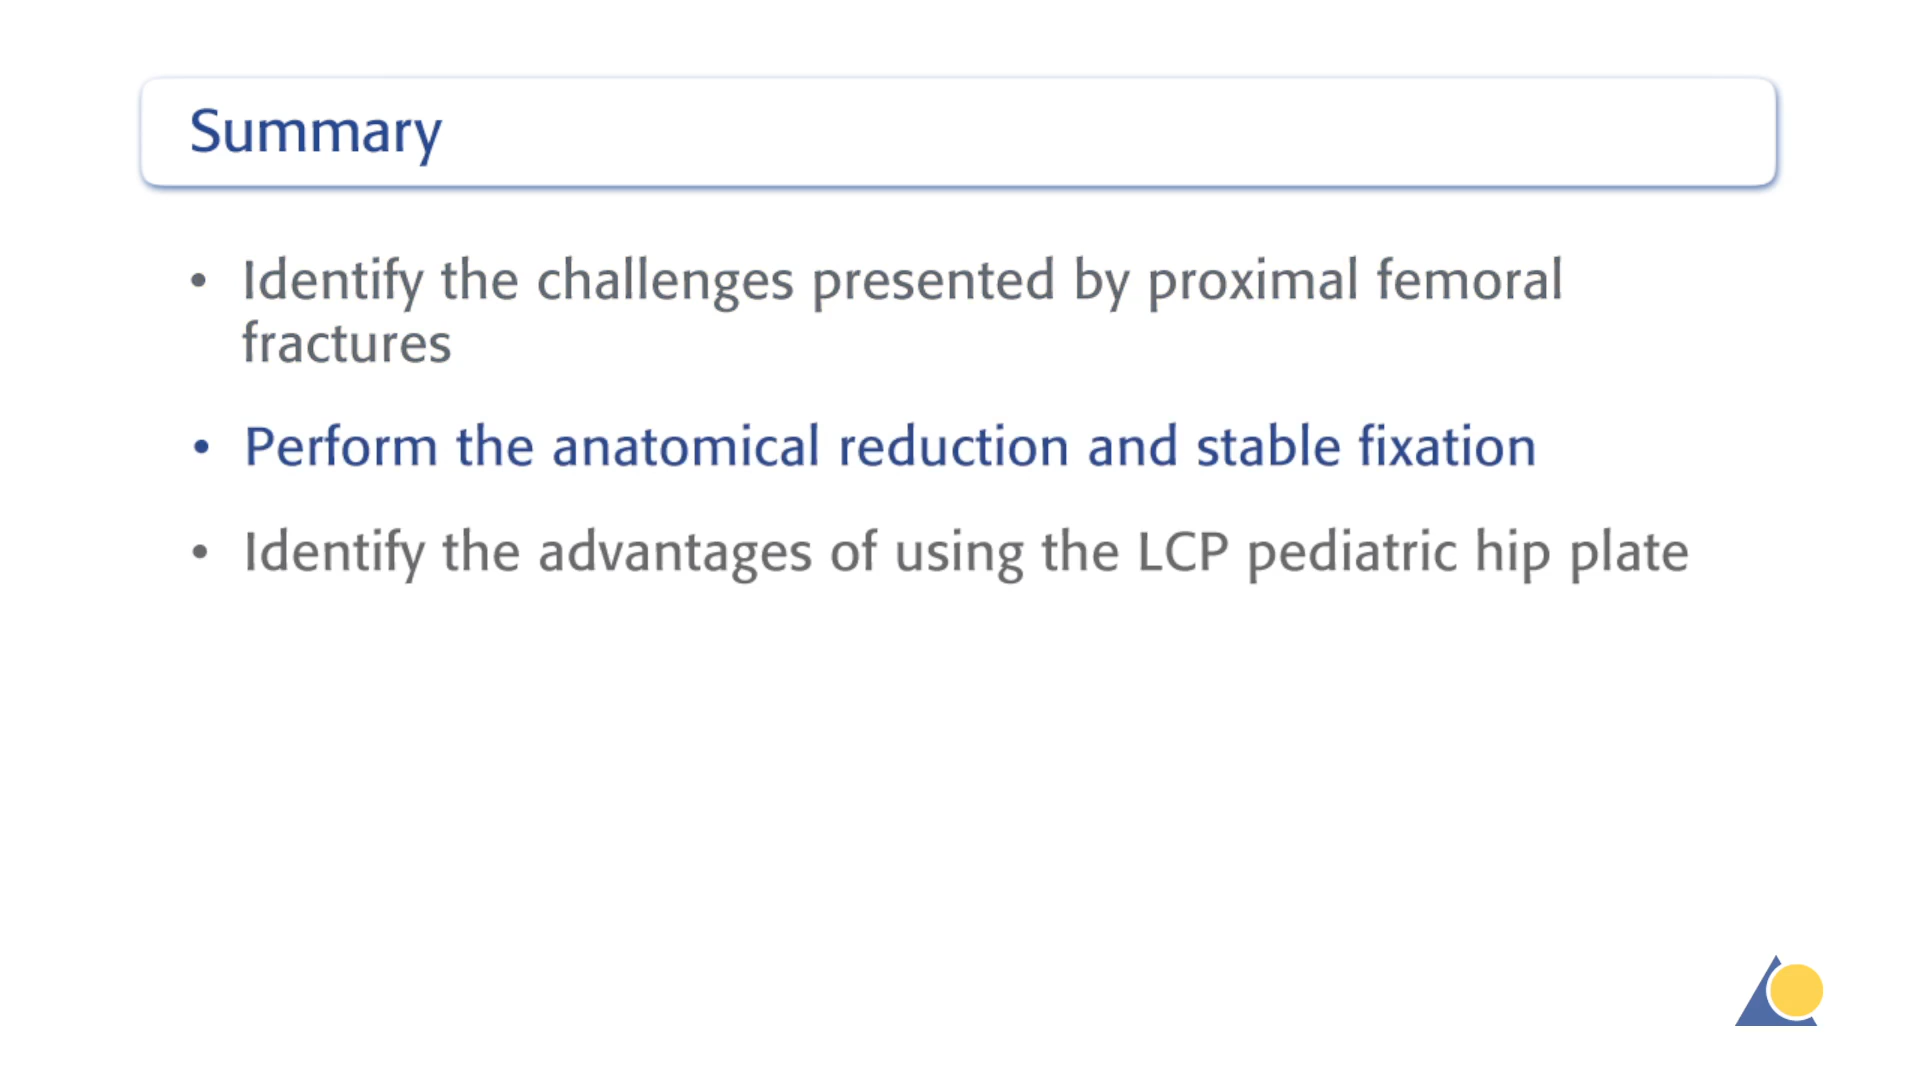 Summary
• Identify the challenges presented by proximal femoral
fractures
• Perform the anatomical reduction and stable fixation
• Identify the advantages of using the LCP pediatric hip plate